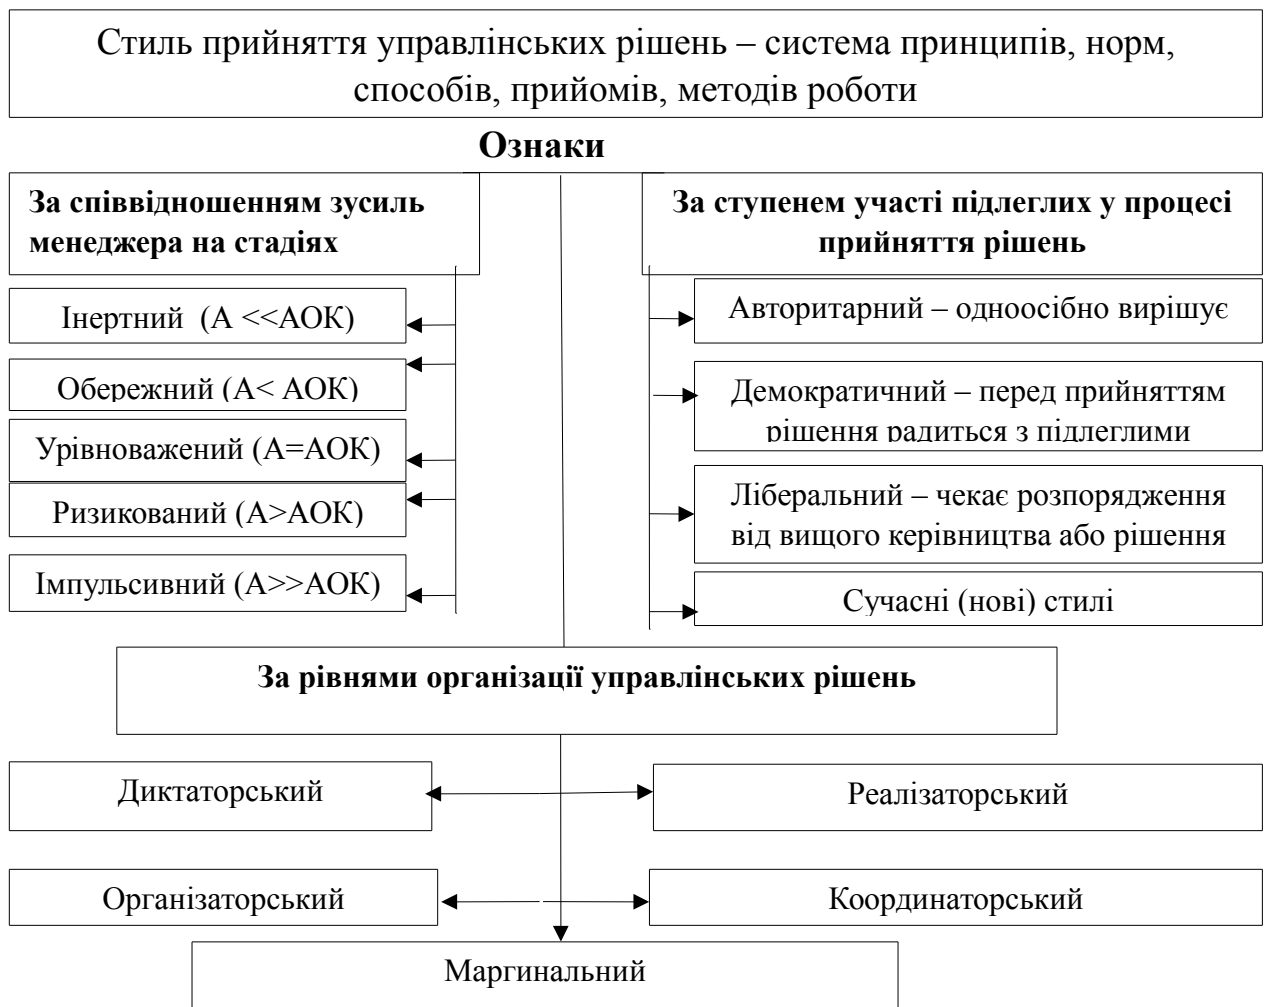 Стиль прийняття управлінських рішень – система принципів, норм,
способів, прийомів, методів роботи
Ознаки
За співвідношенням зусиль
менеджера на стадіях
Інертний (А <<АОК)
Обережний (А< АОК)
Урівноважений (А=АОК)
Ризикований (А>АОК)
Імпульсивний (А>>АОК)
За ступенем участі підлеглих у процесі
прийняття рішень
Авторитарний – одноосібно вирішує
Демократичний – перед прийняттям
рішення радиться з підлеглими
Ліберальний – чекає розпорядження
від вищого керівництва або рішення
Сучасні (нові) стилі
За рівнями організації управлінських рішень
Диктаторський
Реалізаторський
Організаторський
Координаторський
Маргинальний